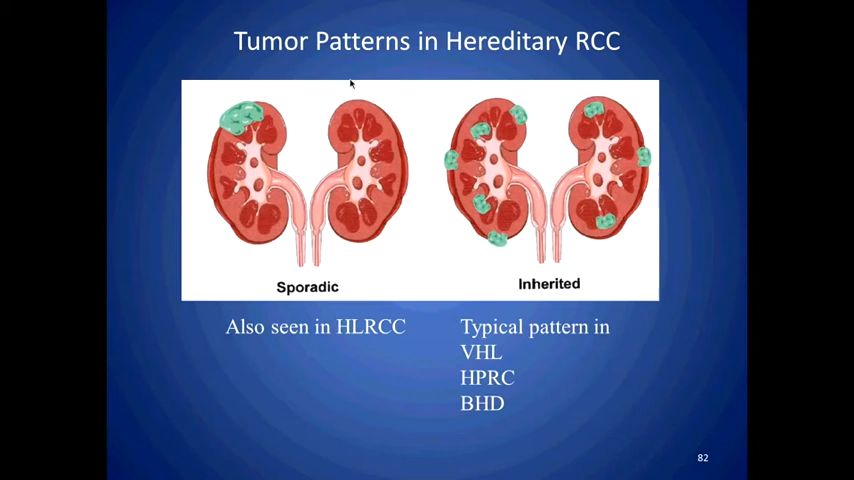 Tumor Patterns in Hereditary RCC
Sporadic
Inherited
Also seen in HLRCC
Typical pattern in
VHL
HPRC
BHD
82